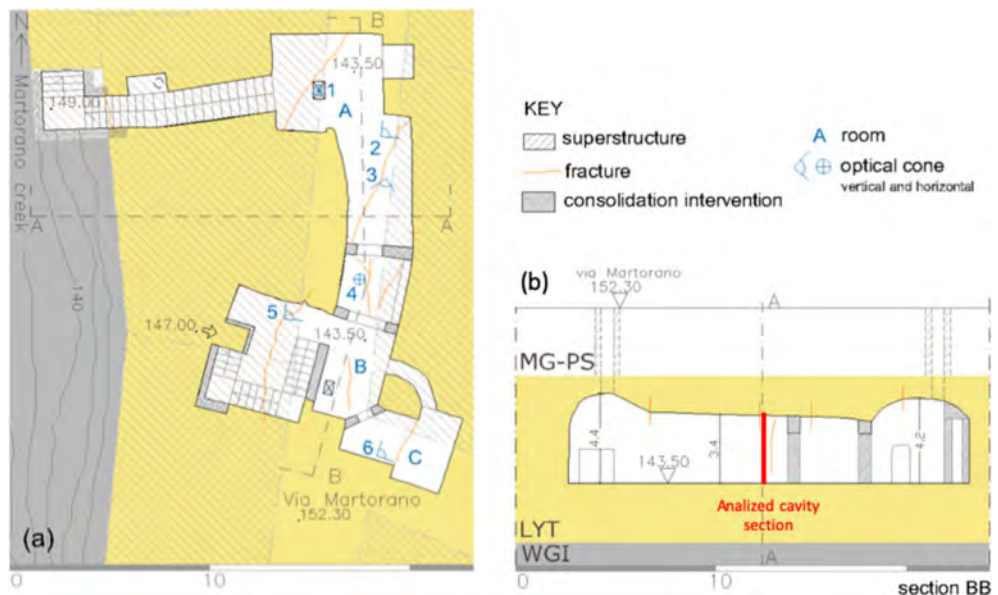 N
Martorano creek
B
143.50
1
A
149.00
2
3
A
A
140
4
5
147.00
143.50
B
6
C
B
Via Martorano
152.30
(a)
0
10
KEY
superstructure
fracture
consolidation intervention
A room
optical cone
vertical and horizontal
(b)
via Martorano
152.30
A
MG-PS
4.4
143.50
3.4
4.2
Analized cavity
section
LYT
WGI
A
0
10
section BB